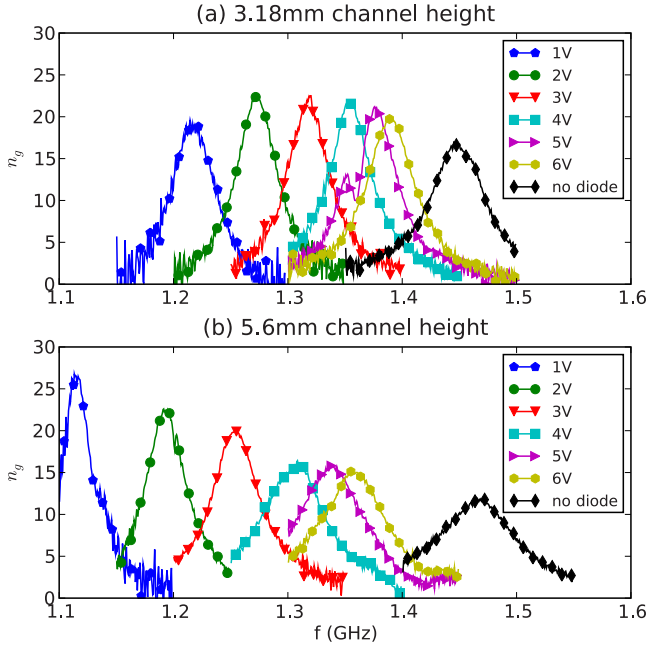 (a) 3.18mm channel height
30
25
20
15
10
5
0
n_g
1V
2V
3V
4V
5V
6V
no diode
1.1 1.2 1.3 1.4 1.5 1.6
(b) 5.6mm channel height
30
25
20
15
10
5
0
n_g
1V
2V
3V
4V
5V
6V
no diode
1.1 1.2 1.3 1.4 1.5 1.6
f (GHz)